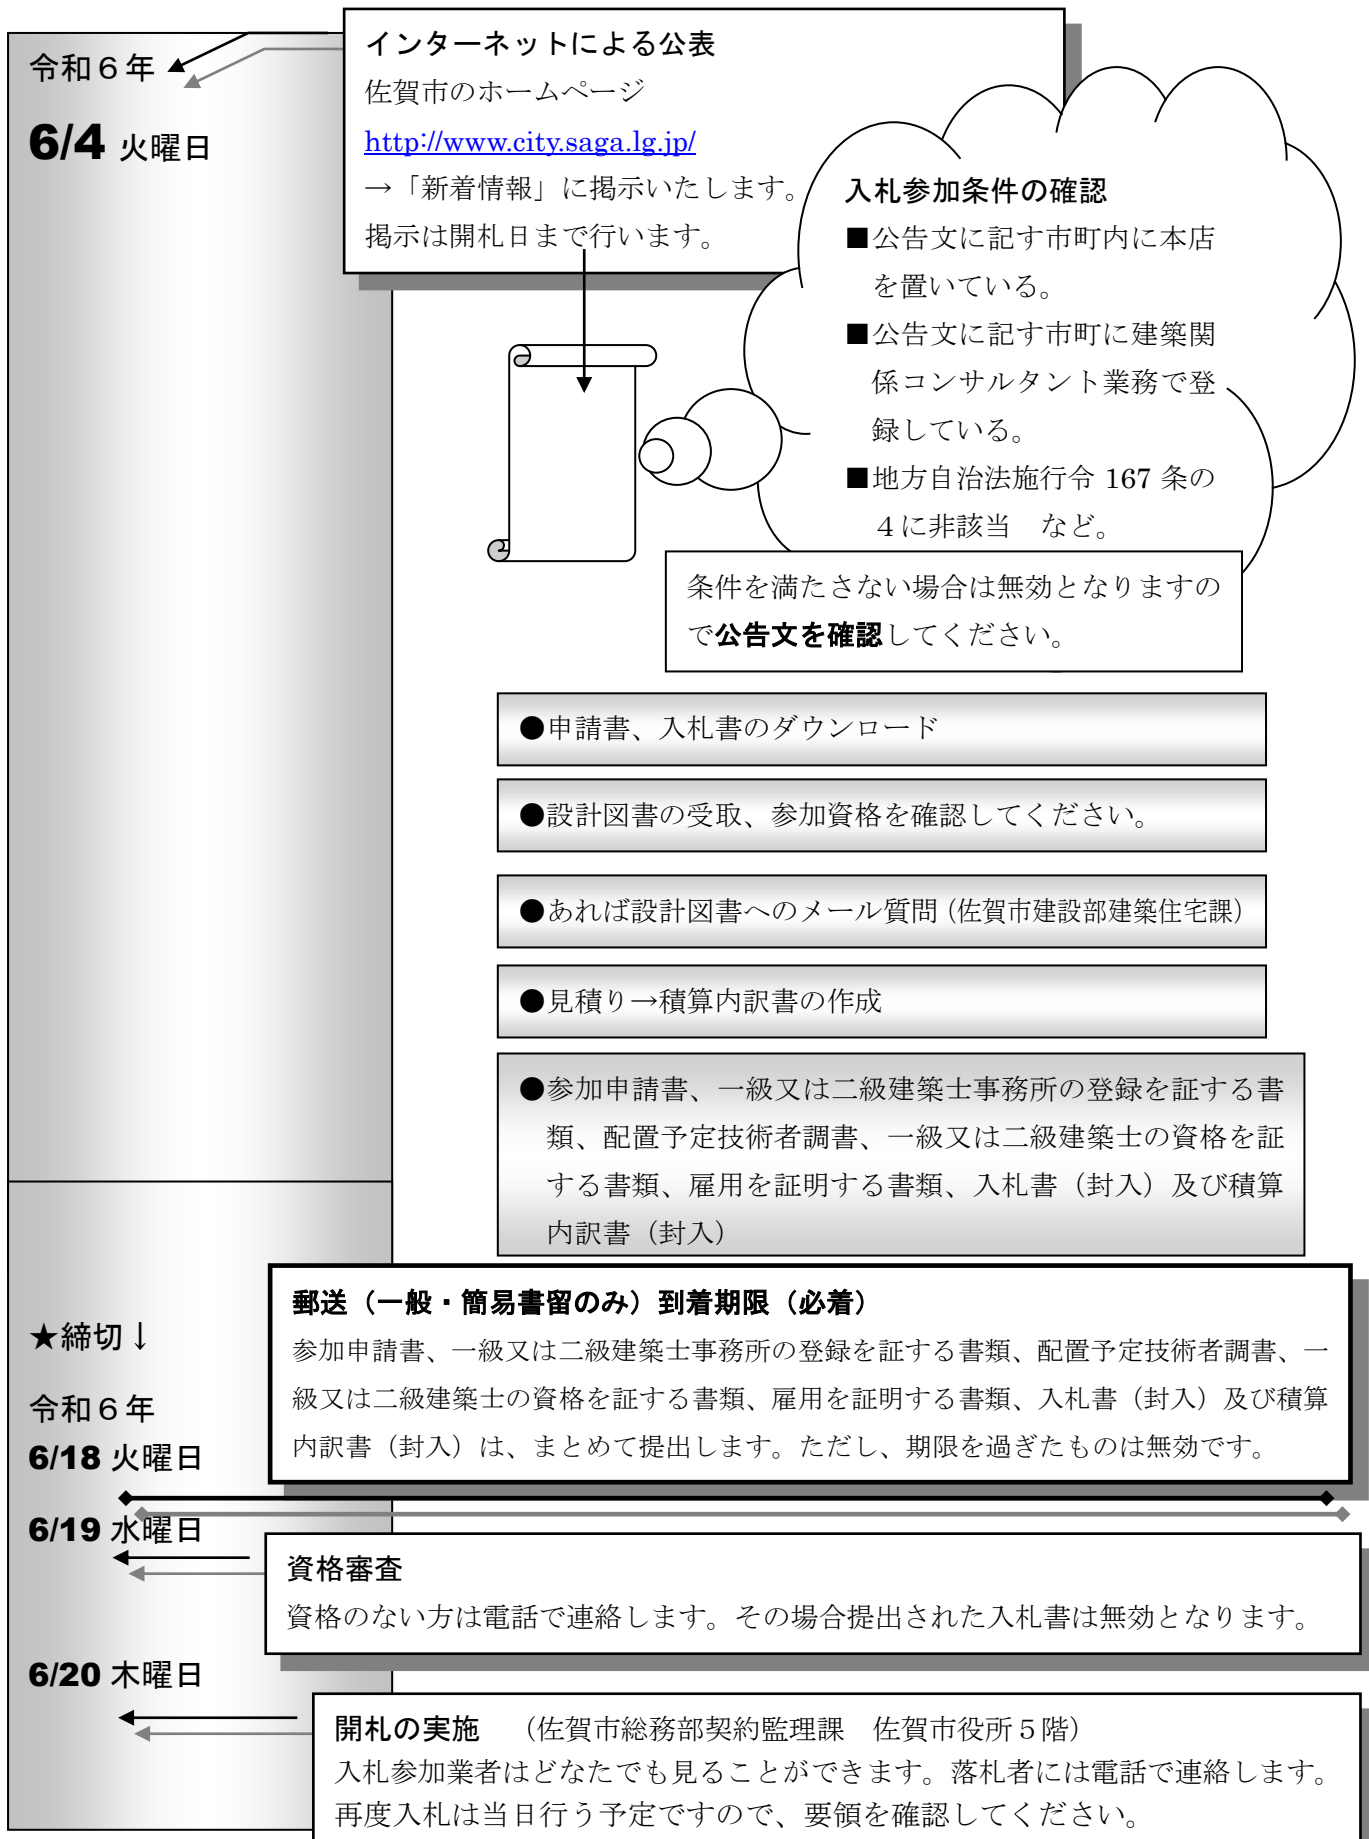 令和６年
6/4 火曜日
インターネットによる公表
佐賀市のホームページ
http://www.city.saga.lg.jp/
→「新着情報」に掲示いたします。
掲示は開札日まで行います。
入札参加条件の確認
■公告文に記す市町内に本店
を置いている。
■公告文に記す市町に建築関
係コンサルタント業務で登
録している。
■地方自治法施行令 167 条の
４に非該当　など。
条件を満たさない場合は無効となりますの
で公告文を確認してください。
●申請書、入札書のダウンロード
●設計図書の受取、参加資格を確認してください。
●あれば設計図書へのメール質問（佐賀市建設部建築住宅課）
●見積り→積算内訳書の作成
●参加申請書、一級又は二級建築士事務所の登録を証する書
類、配置予定技術者調書、一級又は二級建築士の資格を証
する書類、雇用を証明する書類、入札書（封入）及び積算
内訳書（封入）
★締切↓
令和６年
6/18 火曜日
郵送（一般・簡易書留のみ）到着期限（必着）
参加申請書、一級又は二級建築士事務所の登録を証する書類、配置予定技術者調書、一
級又は二級建築士の資格を証する書類、雇用を証明する書類、入札書（封入）及び積算
内訳書（封入）は、まとめて提出します。ただし、期限を過ぎたものは無効です。
6/19 水曜日
資格審査
資格のない方は電話で連絡します。その場合提出された入札書は無効となります。
6/20 木曜日
開札の実施　（佐賀市総務部契約監理課　佐賀市役所５階）
入札参加業者はどなたでも見ることができます。落札者には電話で連絡します。
再度入札は当日行う予定ですので、要領を確認してください。